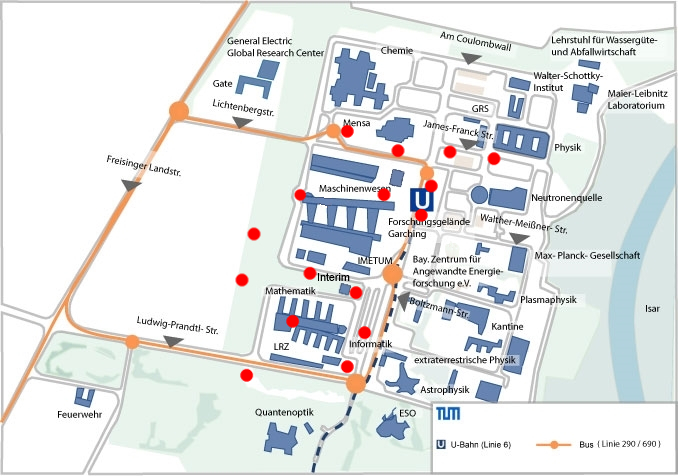 Am Coulombwall
Lehrstuhl für Wassergüte-
und Abfallwirtschaft
General Electric
Global Research Center
Chemie
Gate
Walter-Schottky-
Institut
Maier-Leibnitz
Laboratorium
Lichtenbergstr.
GRS
Mensa
James-Franck Str.
Physik
Freisinger Landstr.
Maschinenwesen
U
Neutronenquelle
Forschungsgelände
Garching
Walther-Meißner- Str.
IMETUM
Bay. Zentrum für
Angewandte Energie-
forschung e.V.
Max- Planck- Gesellschaft
Interim
Mathematik
Boltzmann-Str.
Plasmaphysik
Isar
Ludwig-Prandtl- Str.
Kantine
LRZ
Informatik
extraterrestrische Physik
Astrophysik
Feuerwehr
Quantenoptik
ESO
TUM
U U-Bahn (Linie 6)
Bus ( Linie 290 / 690 )